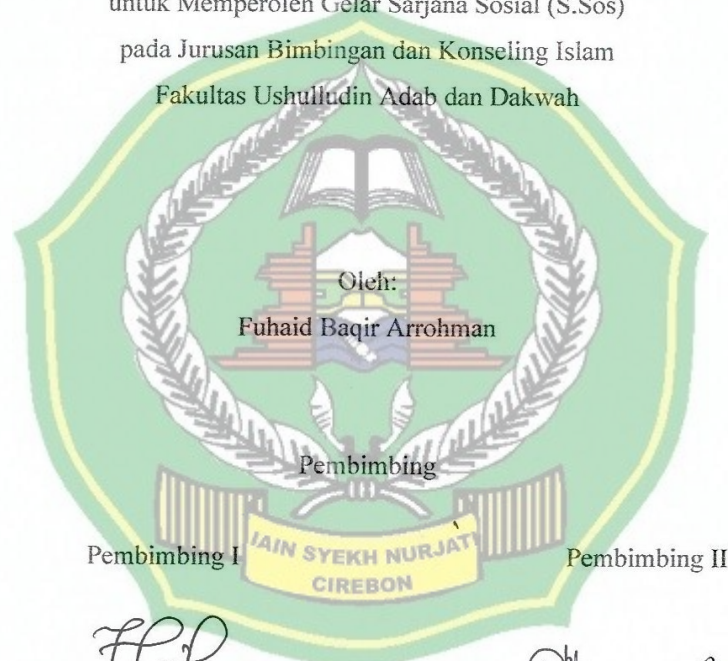 untuk Memperoleh Gelar Sarjana Sosial (S.Sos)
pada Jurusan Bimbingan dan Konseling Islam
Fakultas Ushulludin Adab dan Dakwah
Oleh:
Fuhaid Baqir Arrohman
Pembimbing
Pembimbing I
Pembimbing II
IAIN SYEKH NURJATI
CIREBON